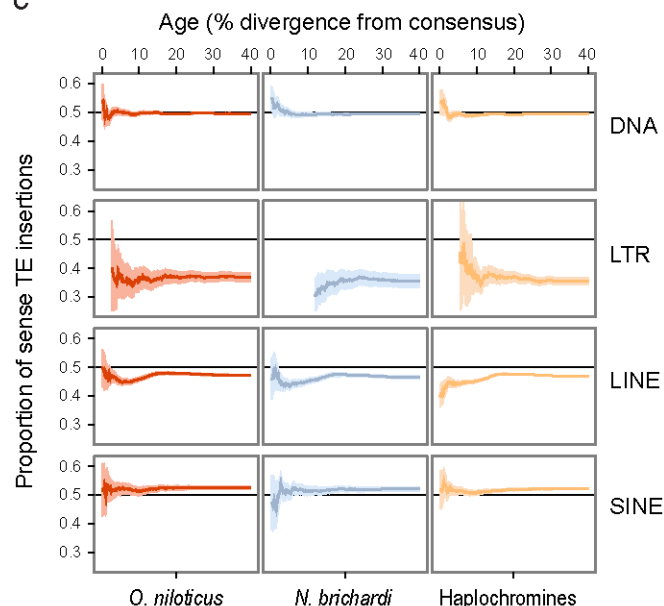 C
Age (% divergence from consensus)
0 10 20 30 40 0 10 20 30 40 0 10 20 30 40
Proportion of sense TE insertions
0.6
0.5
0.4
0.3
DNA
0.6
0.5
0.4
0.3
LTR
0.6
0.5
0.4
0.3
LINE
0.6
0.5
0.4
0.3
SINE
O. niloticus N. brichardi Haplochromines